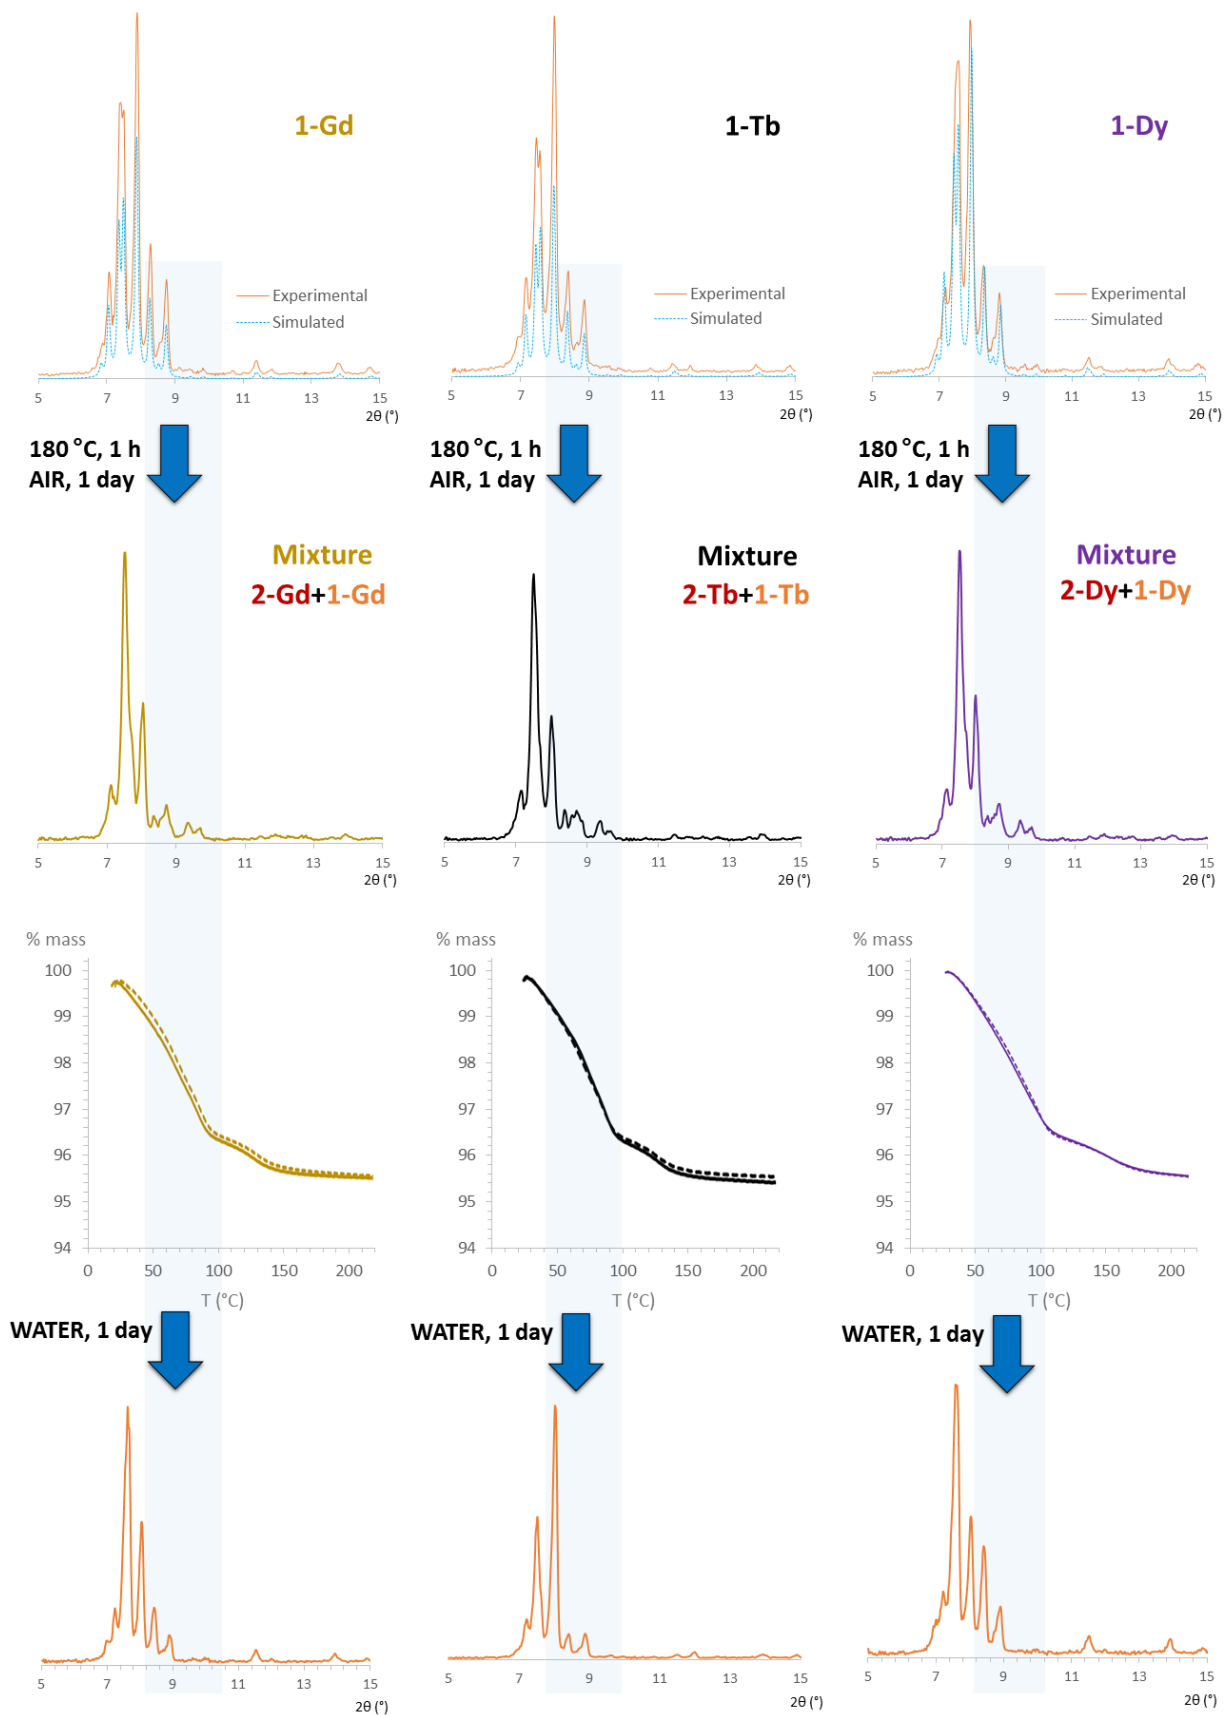 1-Gd
Experimental
Simulated
5 7 9 11 13 15
2θ (°)
1-Tb
Experimental
Simulated
5 7 9 11 13 15
2θ (°)
1-Dy
Experimental
Simulated
5 7 9 11 13 15
2θ (°)
180 °C, 1 h
AIR, 1 day
180 °C, 1 h
AIR, 1 day
180 °C, 1 h
AIR, 1 day
Mixture
2-Gd+1-Gd
5 7 9 11 13 15
2θ (°)
Mixture
2-Tb+1-Tb
5 7 9 11 13 15
2θ (°)
Mixture
2-Dy+1-Dy
5 7 9 11 13 15
2θ (°)
% mass
100
99
98
97
96
95
94
0 50 100 150 200
T (°C)
% mass
100
99
98
97
96
95
94
0 50 100 150 200
T (°C)
% mass
100
99
98
97
96
95
94
0 50 100 150 200
T (°C)
WATER, 1 day
WATER, 1 day
WATER, 1 day
5 7 9 11 13 15
2θ (°)
5 7 9 11 13 15
2θ (°)
5 7 9 11 13 15
2θ (°)